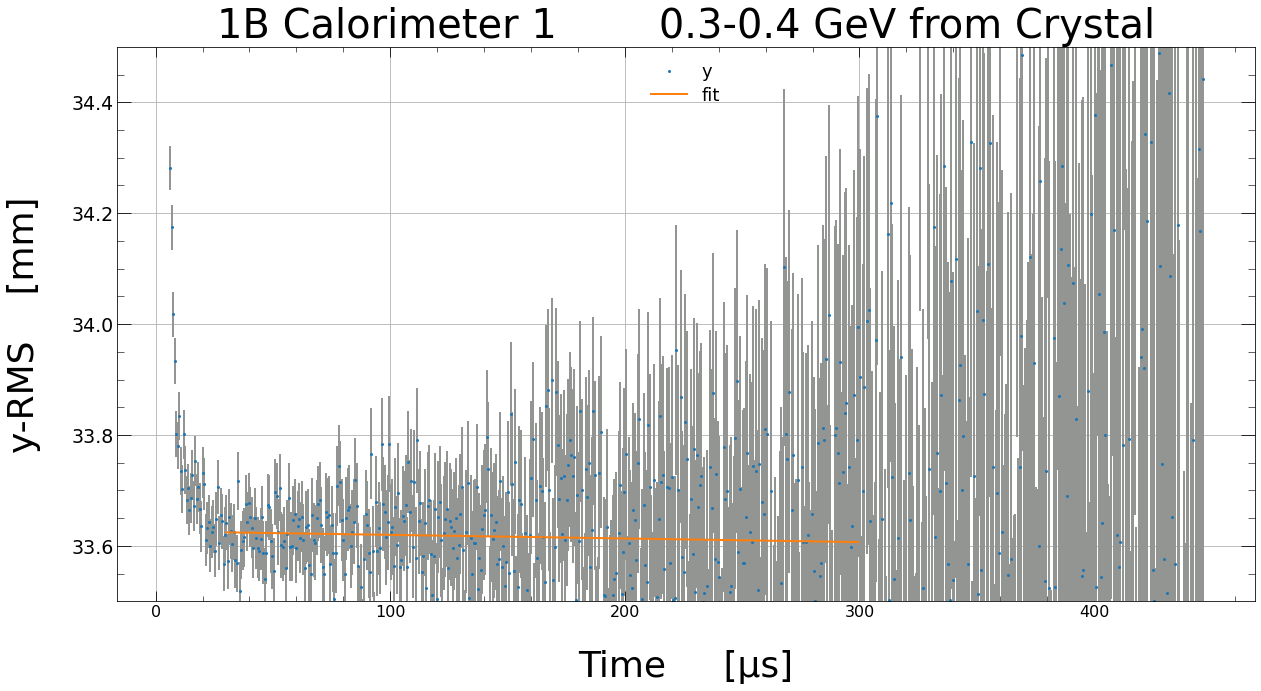 1B Calorimeter 1 0.3-0.4 GeV from Crystal
y
fit
34.4
34.2
34.0
33.8
33.6
y-RMS [mm]
0 100 200 300 400
Time [μs]